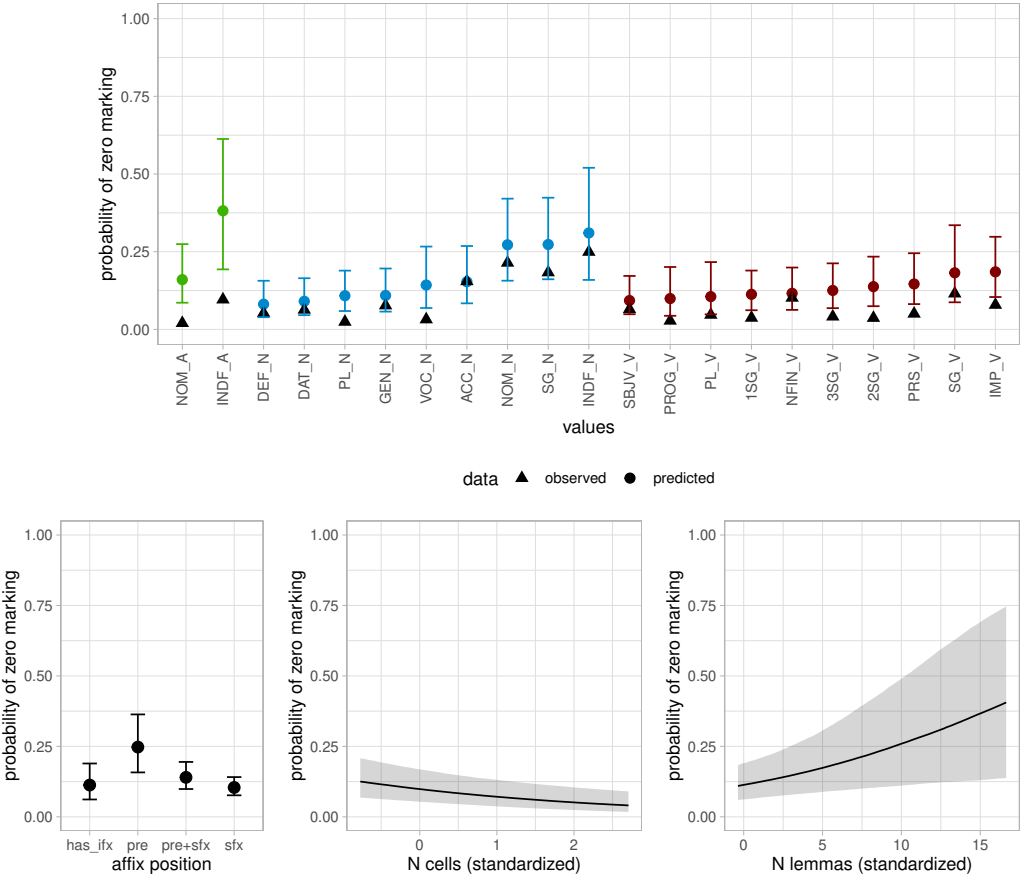 probability of zero marking
1.00
0.75
0.50
0.25
0.00
NOM_A
INDF_A
DEF_N
DAT_N
PL_N
GEN_N
VOC_N
ACC_N
NOM_N
SG_N
INDF_N
SBJV_V
PROG_V
PL_V
1SG_V
NFIN_V
3SG_V
2SG_V
PRS_V
SG_V
IMP_V
values
data observed predicted
probability of zero marking
1.00
0.75
0.50
0.25
0.00
has_ifx pre pre+sfx sfx
affix position
probability of zero marking
1.00
0.75
0.50
0.25
0.00
0 1 2
N cells (standardized)
probability of zero marking
1.00
0.75
0.50
0.25
0.00
0 5 10 15
N lemmas (standardized)